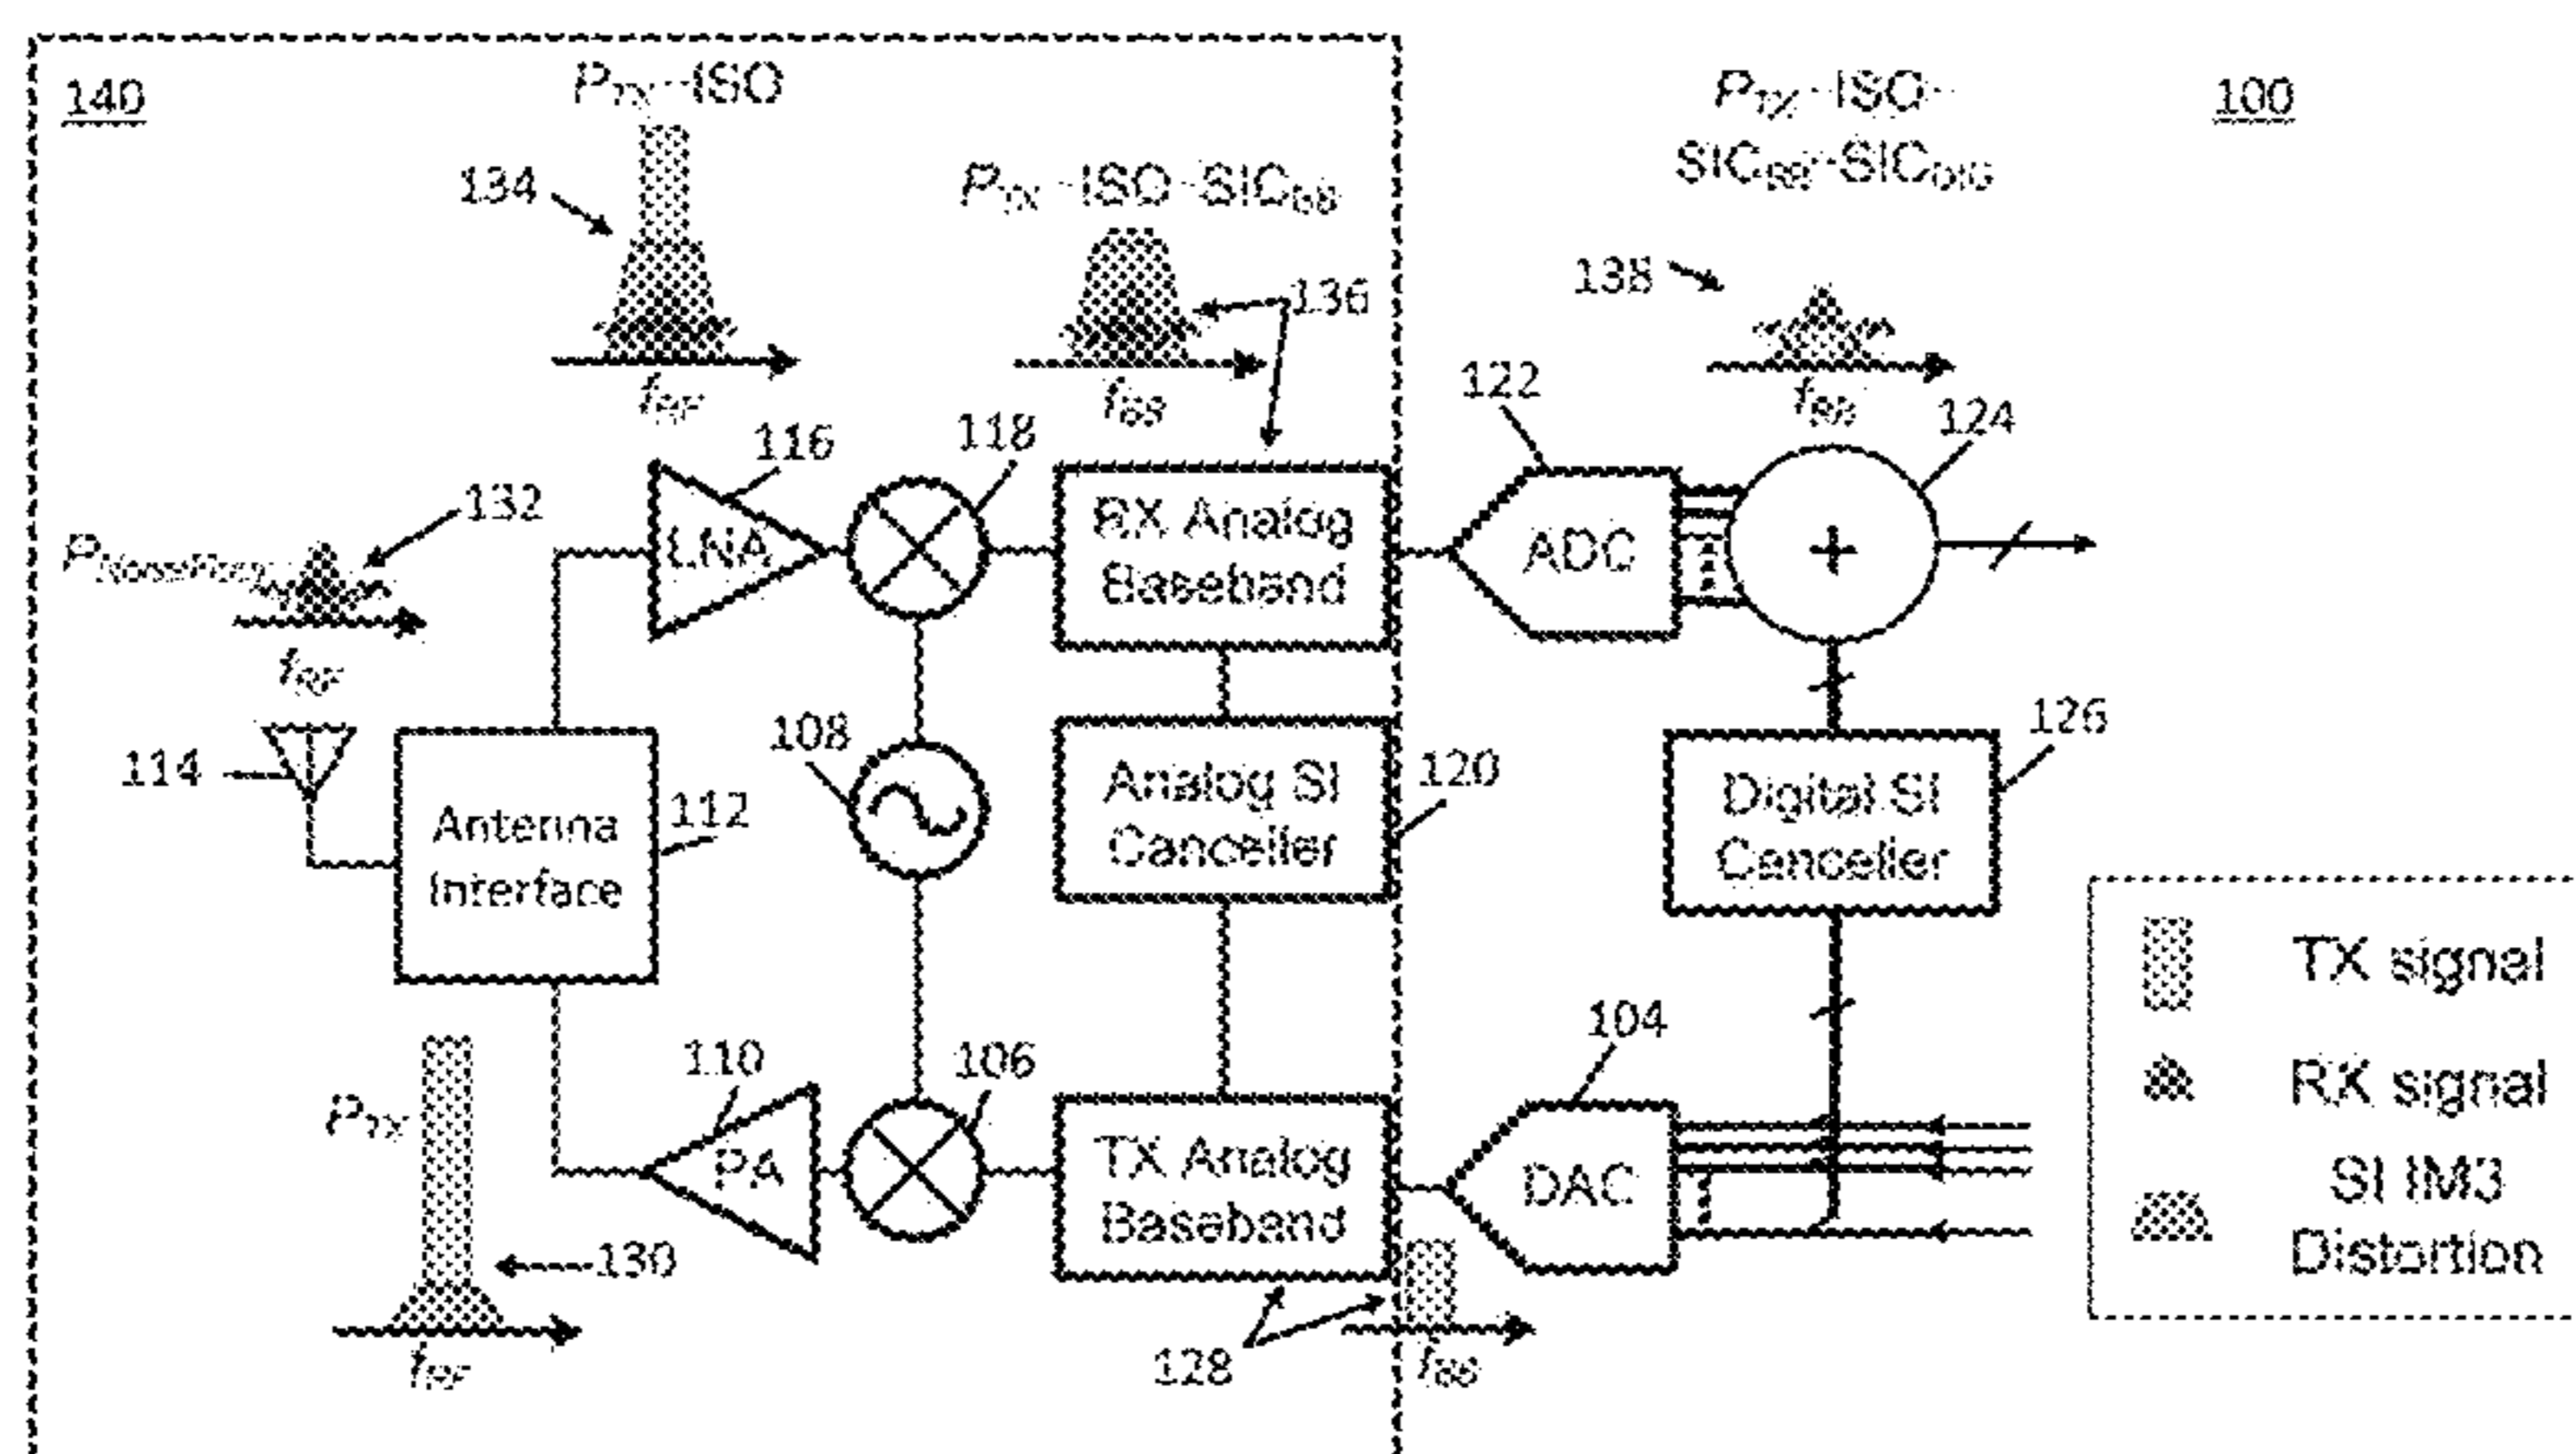 140
P_TX-ISO
P_TX-ISO-
100
134
P_TX-ISO-SIC_BB
SIC_BB-SIC_DIG
136
138
f_RF
f_BB
f_BB
122
124
116
118
132
LNA
RX Analog
Baseband
ADC
+
P_NoiseFloor
f_RF
114
108
120
126
Antenna
Interface
112
Analog SI
Canceller
Digital SI
Canceller
TX signal
RX signal
SI IM3
Distortion
110
106
104
P_TX
PA
TX Analog
Baseband
DAC
130
128
f_RF
f_BB